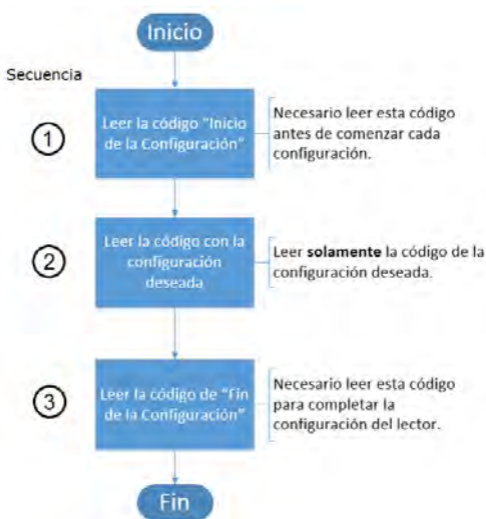 Inicio
Secuencia
1
Leer la código "Inicio
de la Configuración"
Necesario leer esta código
antes de comenzar cada
configuración.
2
Leer la código con la
configuración
deseada
Leer solamente la código de la
configuración deseada.
3
Leer la código de "Fin
de la Configuración"
Necesario leer esta código
para completar la
configuración del lector.
Fin